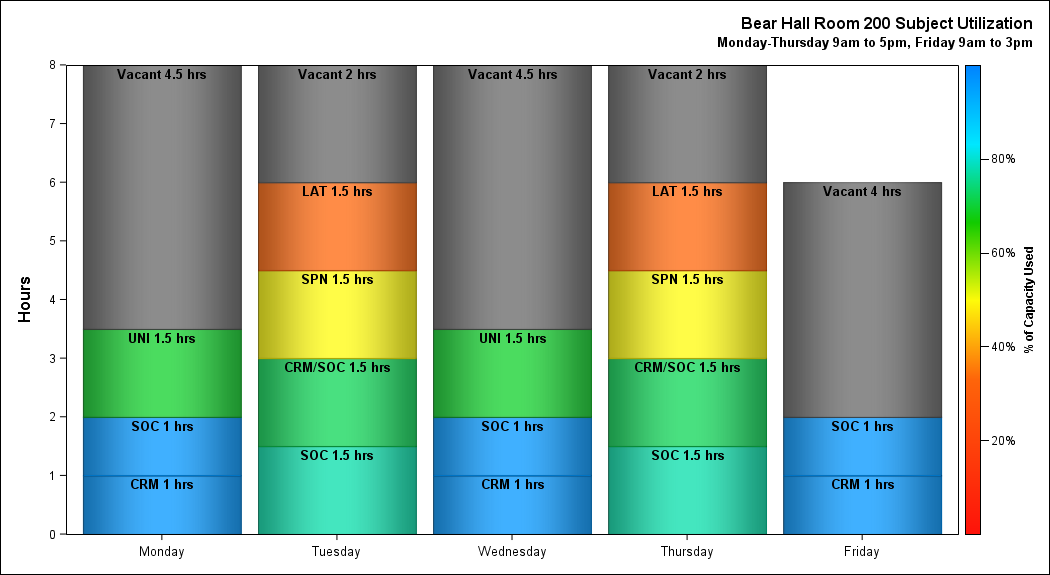 Bear Hall Room 200 Subject Utilization
Monday-Thursday 9am to 5pm, Friday 9am to 3pm
Hours
8
7
6
5
4
3
2
1
0
Vacant 4.5 hrs
UNI 1.5 hrs
SOC 1 hrs
CRM 1 hrs
Monday
Vacant 2 hrs
LAT 1.5 hrs
SPN 1.5 hrs
CRM/SOC 1.5 hrs
SOC 1.5 hrs
Tuesday
Vacant 4.5 hrs
UNI 1.5 hrs
SOC 1 hrs
CRM 1 hrs
Wednesday
Vacant 2 hrs
LAT 1.5 hrs
SPN 1.5 hrs
CRM/SOC 1.5 hrs
SOC 1.5 hrs
Thursday
Vacant 4 hrs
SOC 1 hrs
CRM 1 hrs
Friday
80%
60%
40%
20%
% of Capacity Used